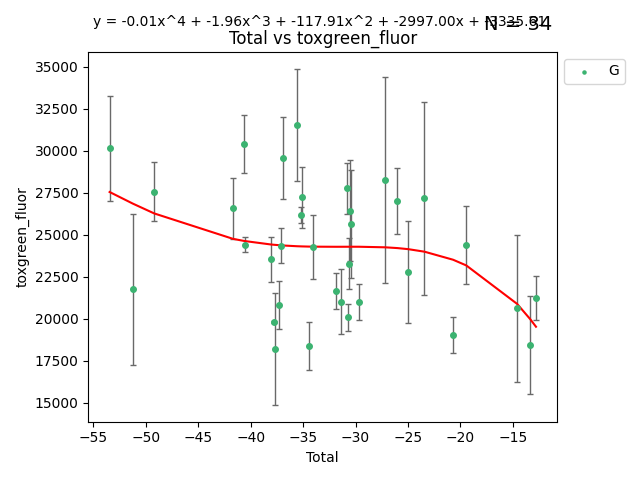 y = -0.01x^4 + -1.96x^3 + -117.91x^2 + -2997.00x +
N = 34
Total vs toxgreen_fluor
G
35000
32500
30000
27500
25000
22500
20000
17500
15000
toxgreen_fluor
−55 −50 −45 −40 −35 −30 −25 −20 −15
Total